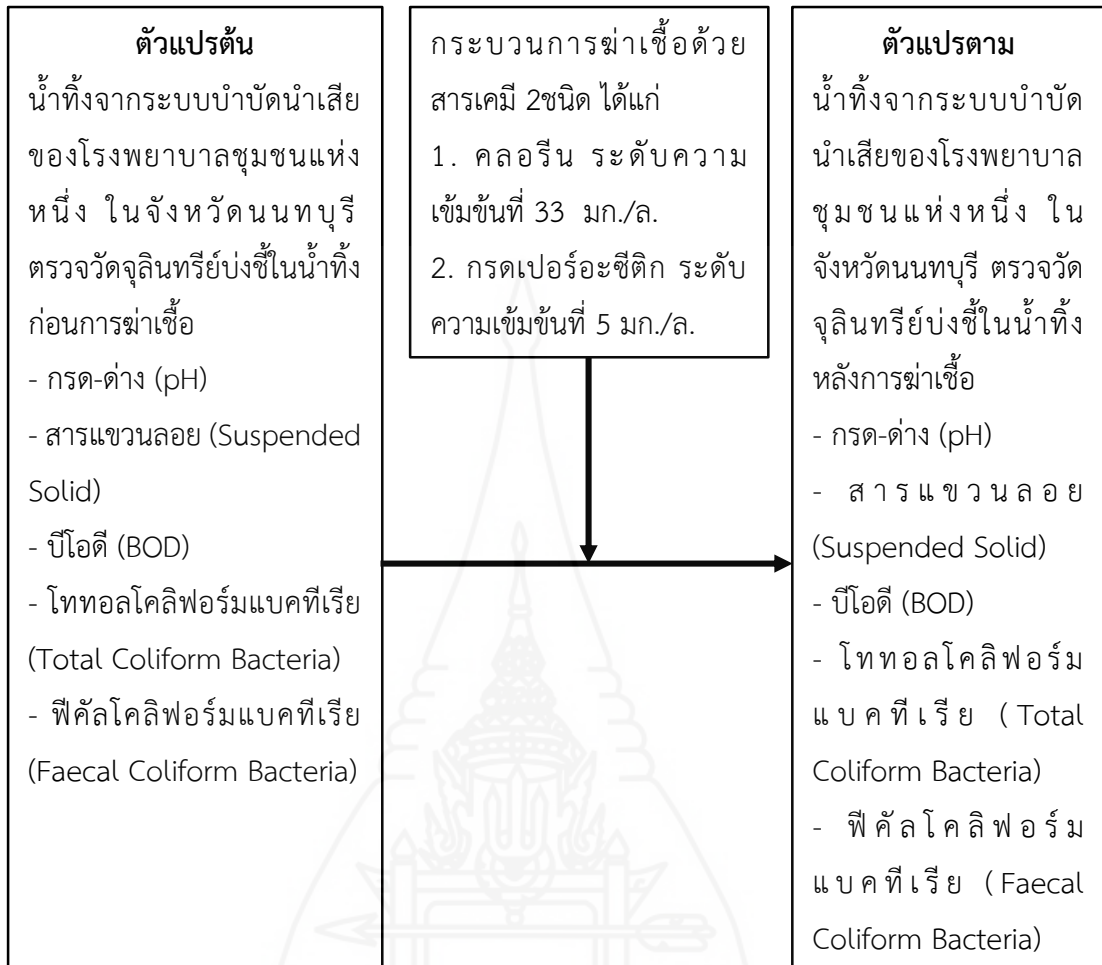 ตัวแปรต้น
น้ำทิ้งจากระบบบำบัดนำเสีย
ของโรงพยาบาลชุมชนแห่ง
หนึ่ง ในจังหวัดนนทบุรี
ตรวจวัดจุลินทรีย์บ่งชี้ในน้ำทิ้ง
ก่อนการฆ่าเชื้อ
- กรด-ด่าง (pH)
- สารแขวนลอย (Suspended
Solid)
- บีโอดี (BOD)
- โททอลโคลิฟอร์มแบคทีเรีย
(Total Coliform Bacteria)
- ฟีคัลโคลิฟอร์มแบคทีเรีย
(Faecal Coliform Bacteria)
กระบวนการฆ่าเชื้อด้วย
สารเคมี 2ชนิด ได้แก่
1. คลอรีน ระดับความ
เข้มข้นที่ 33 มก./ล.
2. กรดเปอร์อะซีติก ระดับ
ความเข้มข้นที่ 5 มก./ล.
ตัวแปรตาม
น้ำทิ้งจากระบบบำบัด
นำเสียของโรงพยาบาล
ชุมชนแห่งหนึ่ง ใน
จังหวัดนนทบุรี ตรวจวัด
จุลินทรีย์บ่งชี้ในน้ำทิ้ง
หลังการฆ่าเชื้อ
- กรด-ด่าง (pH)
- สารแขวนลอย
(Suspended Solid)
- บีโอดี (BOD)
- โททอลโคลิฟอร์ม
แบคทีเรีย (Total
Coliform Bacteria)
- ฟีคัลโคลิฟอร์ม
แบคทีเรีย (Faecal
Coliform Bacteria)